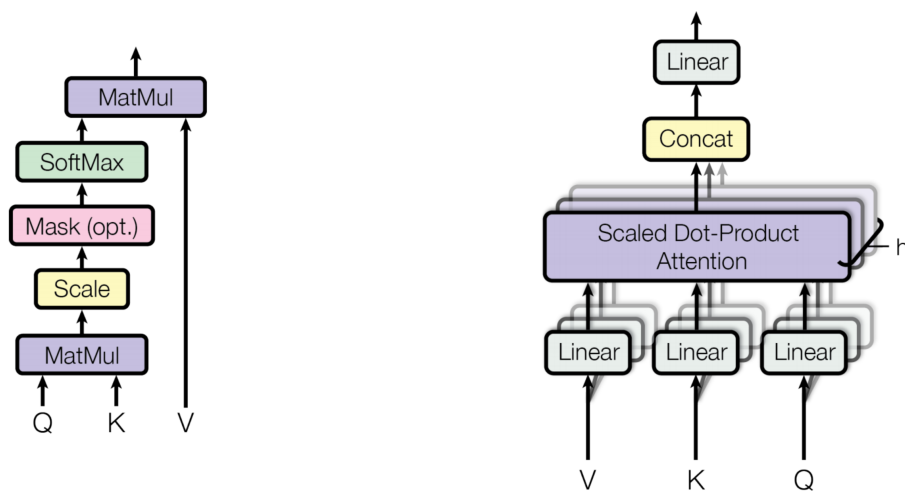 MatMul
SoftMax
Mask (opt.)
Scale
MatMul
Q K V
Linear
Concat
Scaled Dot-Product
Attention
h
Linear Linear Linear
V K Q